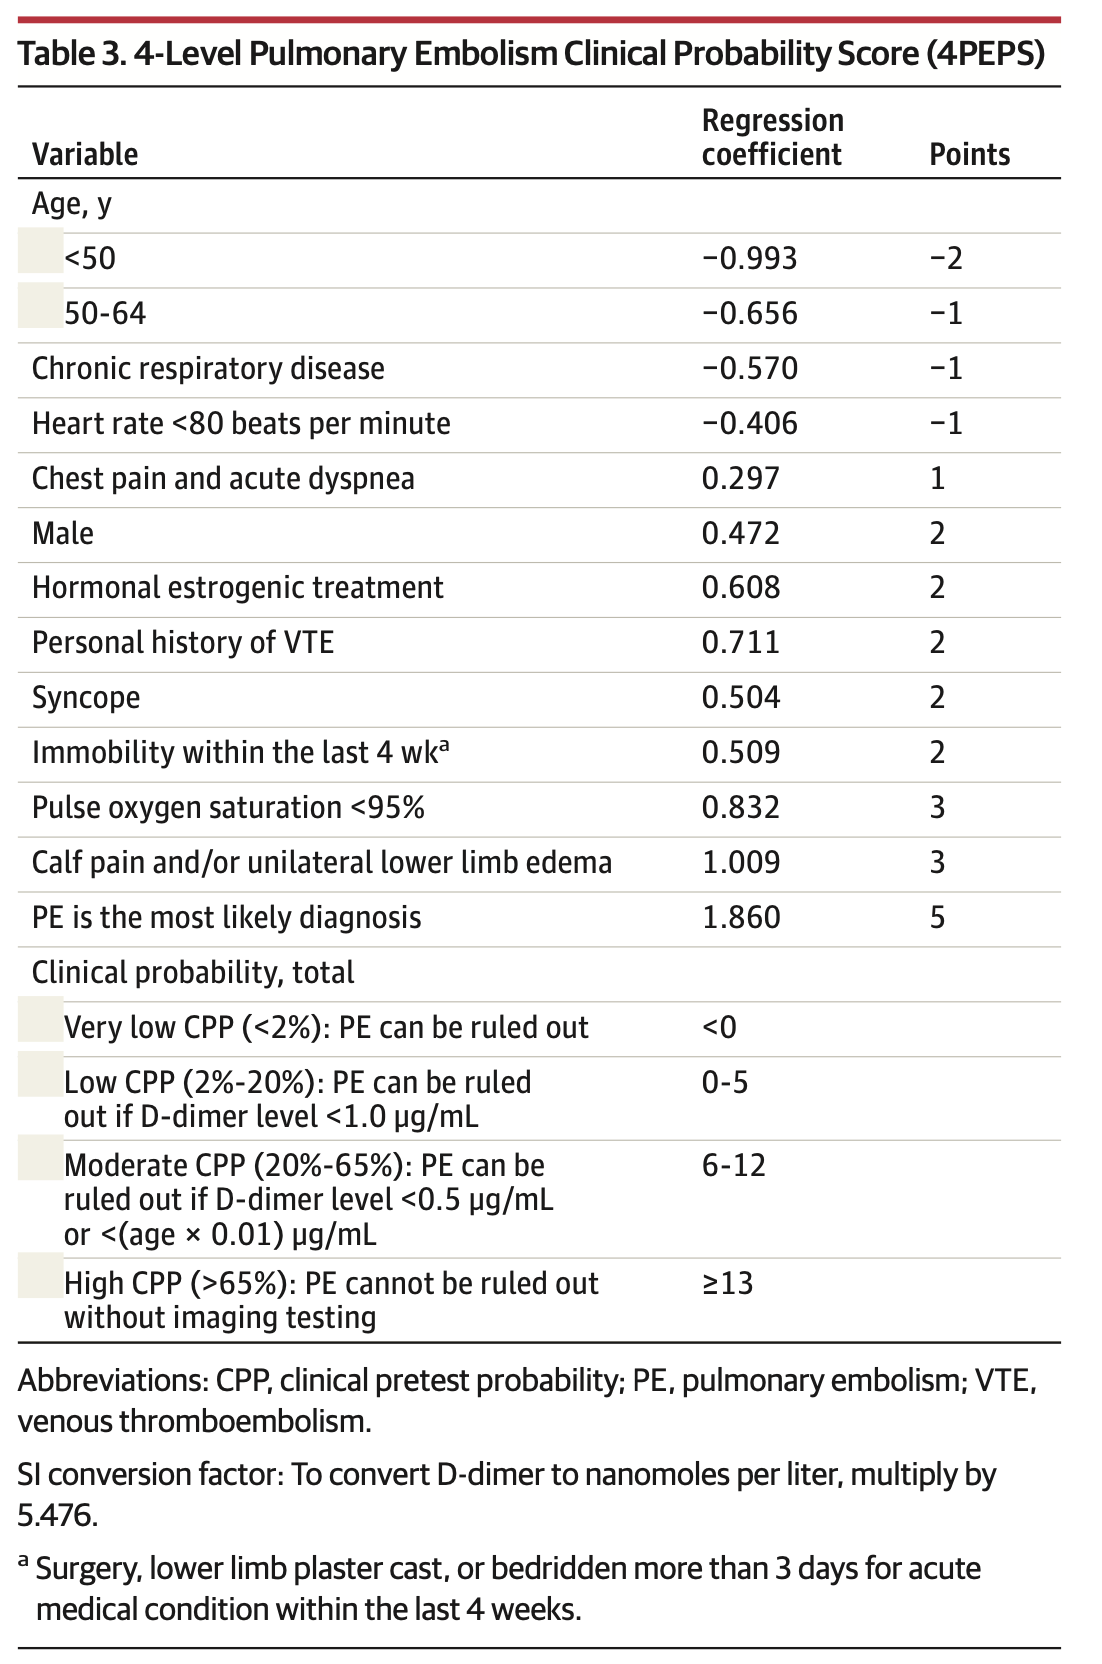 Table 3. 4-Level Pulmonary Embolism Clinical Probability Score (4PEPS)
Variable Regression coefficient Points
Age, y
<50 −0.993 −2
50-64 −0.656 −1
Chronic respiratory disease −0.570 −1
Heart rate <80 beats per minute −0.406 −1
Chest pain and acute dyspnea 0.297 1
Male 0.472 2
Hormonal estrogenic treatment 0.608 2
Personal history of VTE 0.711 2
Syncope 0.504 2
Immobility within the last 4 wkᵃ 0.509 2
Pulse oxygen saturation <95% 0.832 3
Calf pain and/or unilateral lower limb edema 1.009 3
PE is the most likely diagnosis 1.860 5
Clinical probability, total
Very low CPP (<2%): PE can be ruled out <0
Low CPP (2%-20%): PE can be ruled 0-5
out if D-dimer level <1.0 μg/mL
Moderate CPP (20%-65%): PE can be 6-12
ruled out if D-dimer level <0.5 μg/mL
or <(age × 0.01) μg/mL
High CPP (>65%): PE cannot be ruled out ≥13
without imaging testing
Abbreviations: CPP, clinical pretest probability; PE, pulmonary embolism; VTE,
venous thromboembolism.
SI conversion factor: To convert D-dimer to nanomoles per liter, multiply by
5.476.
ᵃ Surgery, lower limb plaster cast, or bedridden more than 3 days for acute
medical condition within the last 4 weeks.